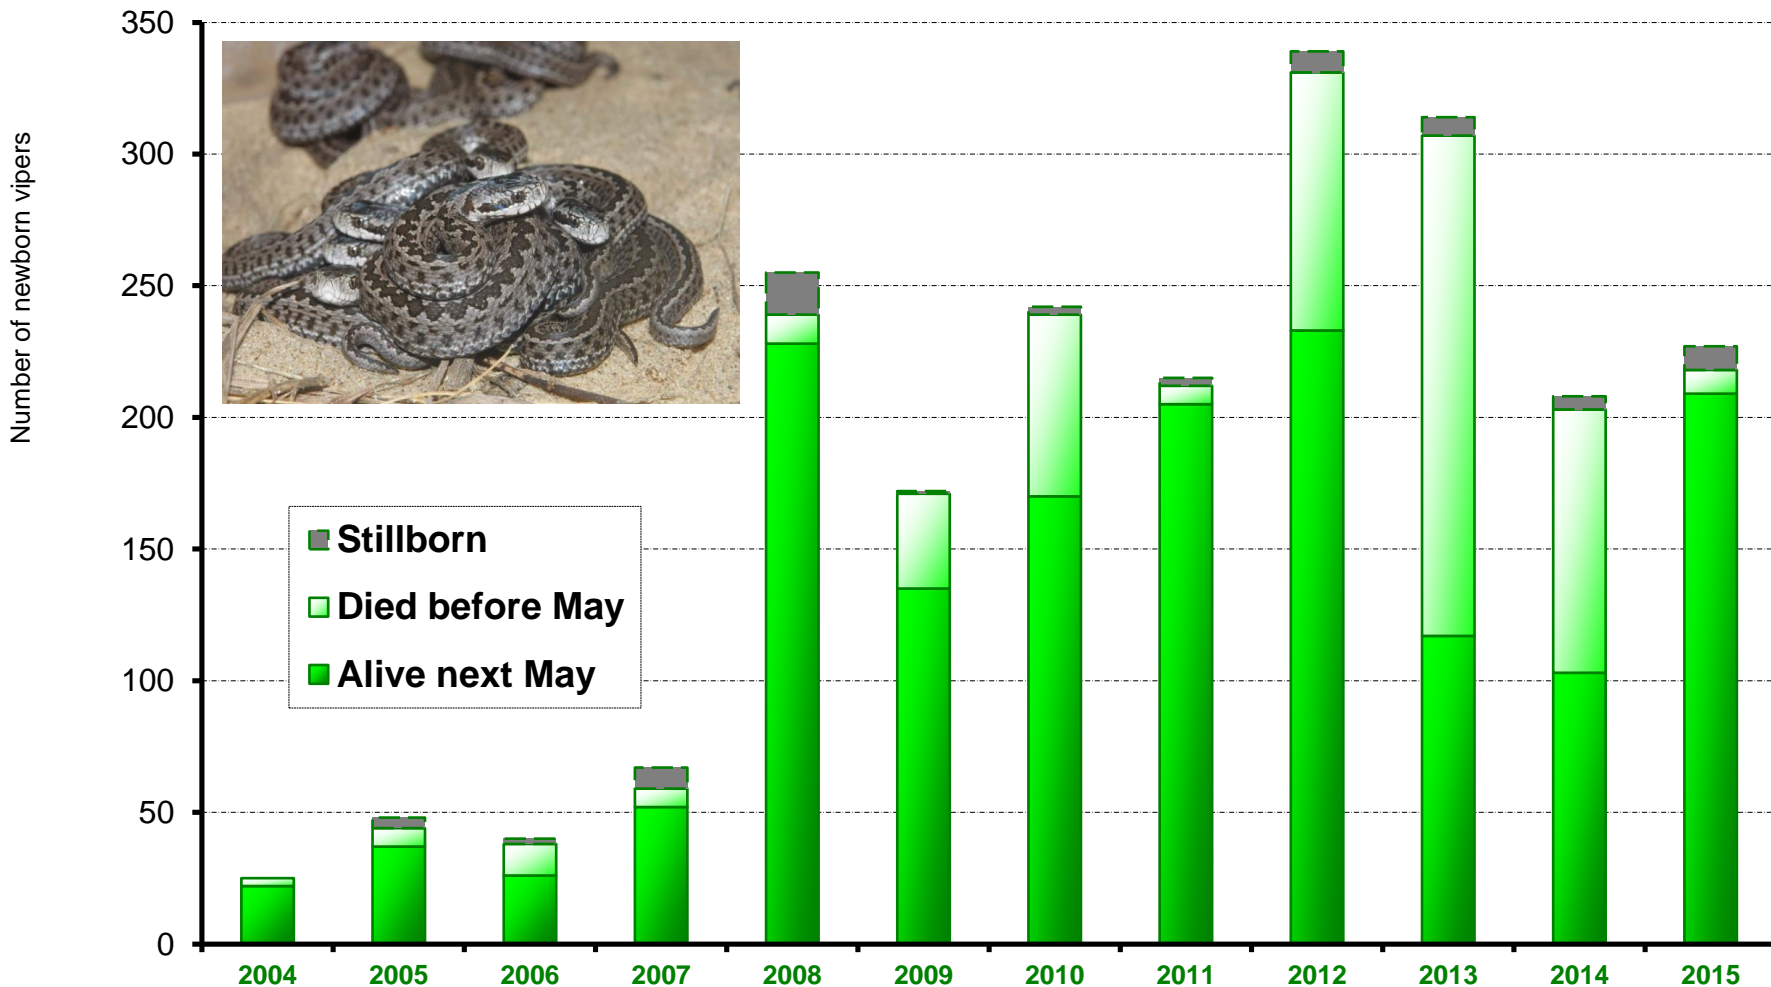 Number of newborn vipers
350
300
250
200
150
100
50
0
Stillborn
Died before May
Alive next May
2004 2005 2006 2007 2008 2009 2010 2011 2012 2013 2014 2015